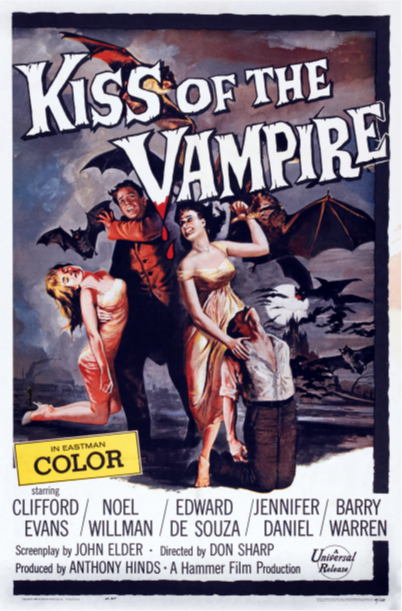 KISS OF THE
VAMPIRE
IN EASTMAN
COLOR
starring
CLIFFORD EVANS / NOEL WILLMAN / EDWARD DE SOUZA / JENNIFER DANIEL / BARRY WARREN
Screenplay by JOHN ELDER · Directed by DON SHARP
Produced by ANTHONY HINDS · A Hammer Film Production
A
Universal
Release